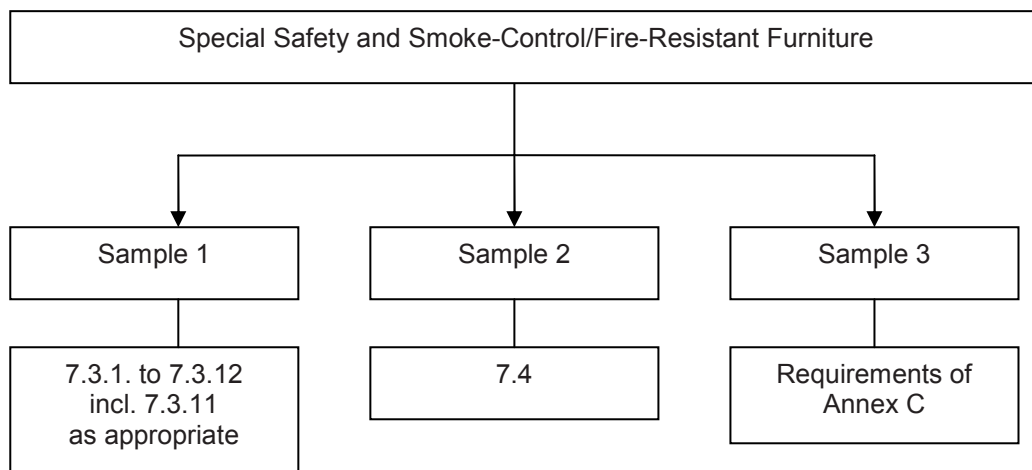 Special Safety and Smoke-Control/Fire-Resistant Furniture
Sample 1
Sample 2
Sample 3
7.3.1. to 7.3.12
incl. 7.3.11
as appropriate
7.4
Requirements of
Annex C